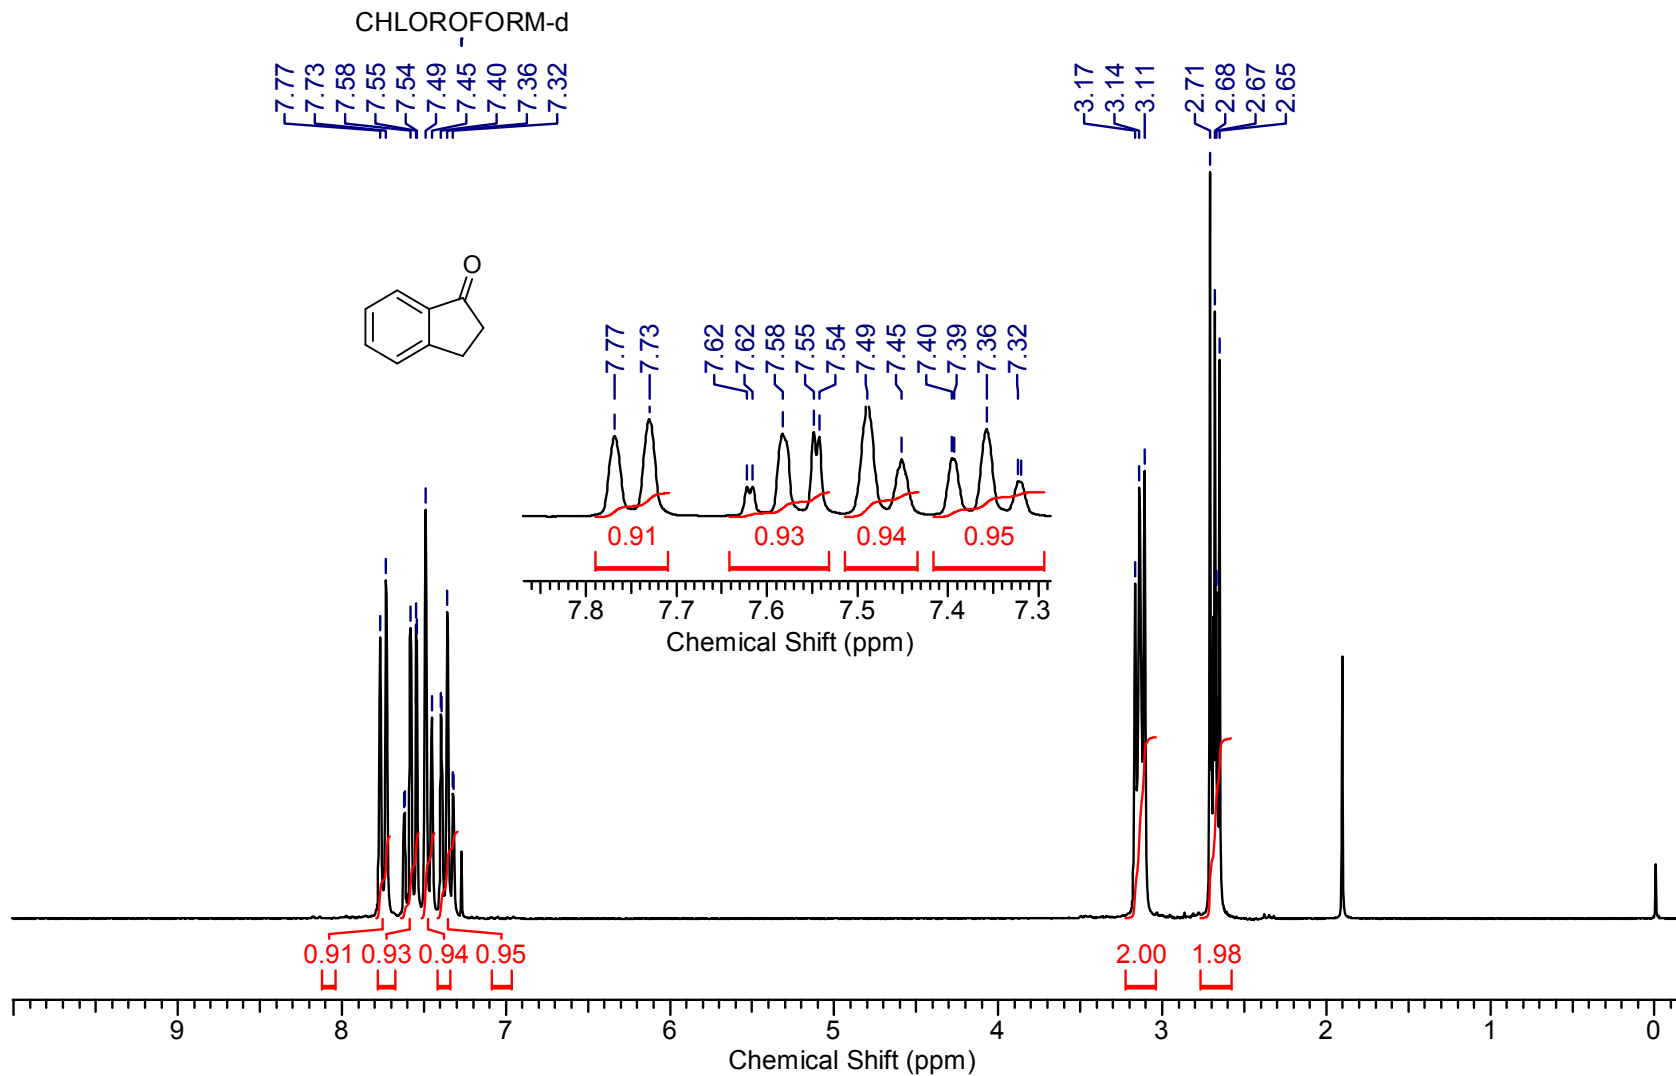 CHLOROFORM-d
7.77 7.73 7.58 7.55 7.54 7.49 7.45 7.40 7.36 7.32
3.17 3.14 3.11 2.71 2.68 2.67 2.65
O
7.77 7.73 7.62 7.62 7.58 7.55 7.54 7.49 7.45 7.40 7.39 7.36 7.32
0.91 0.93 0.94 0.95
7.8 7.7 7.6 7.5 7.4 7.3
Chemical Shift (ppm)
0.91 0.93 0.94 0.95 2.00 1.98
9 8 7 6 5 4 3 2 1 0
Chemical Shift (ppm)